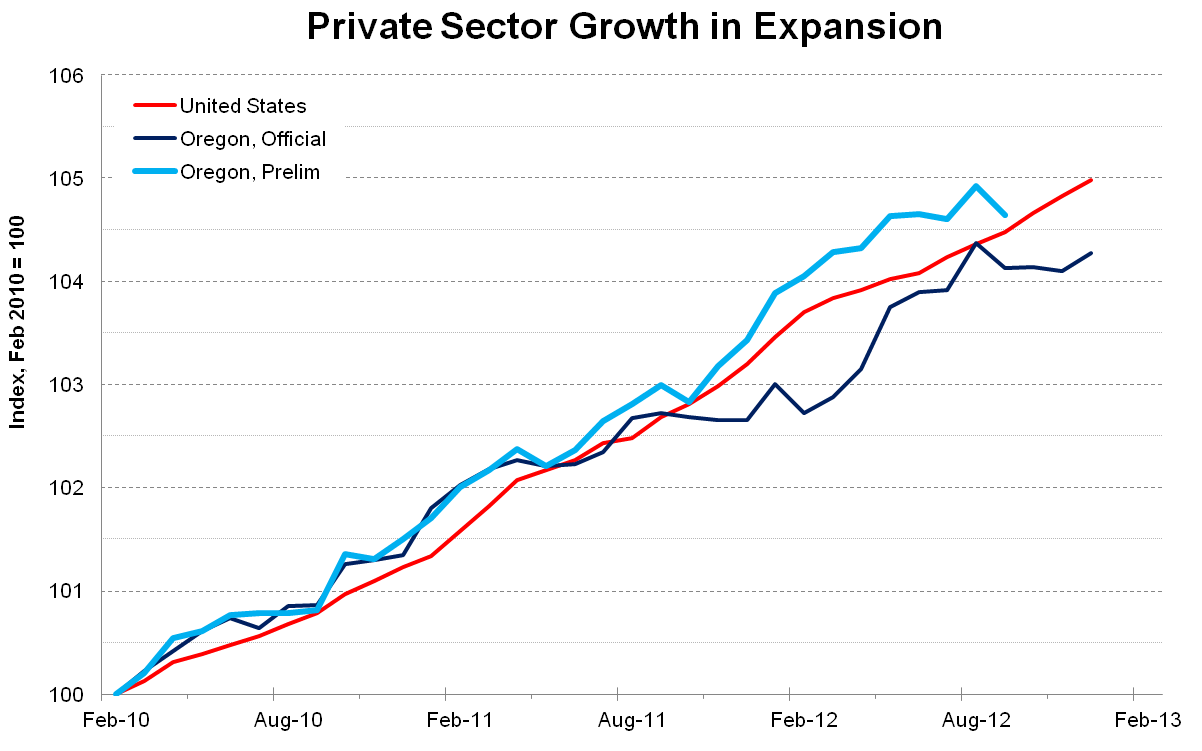 Private Sector Growth in Expansion
106
105
104
103
102
101
100
Index, Feb 2010 = 100
United States
Oregon, Official
Oregon, Prelim
Feb-10 Aug-10 Feb-11 Aug-11 Feb-12 Aug-12 Feb-13